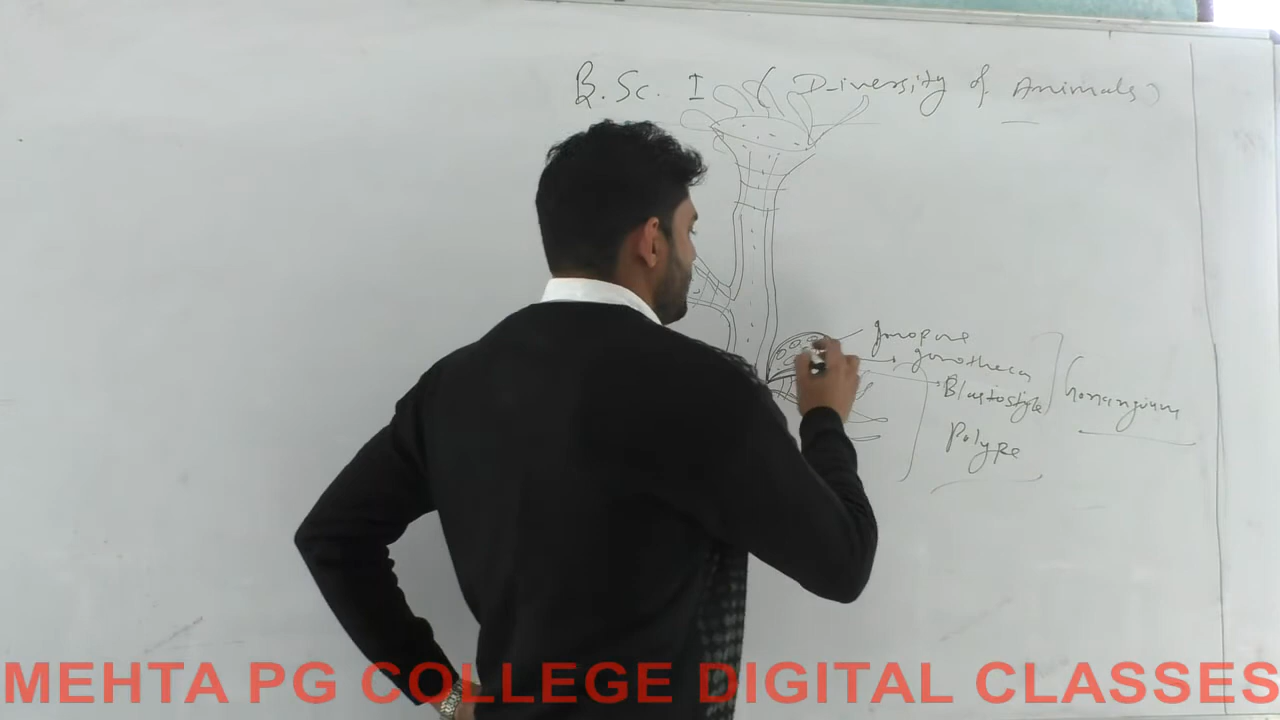 B.Sc. I (Diversity of Animals)
Gonopore
Gonotheca
Blastostyle
Gonangium
Polype
MEHTA PG COLLEGE DIGITAL CLASSES